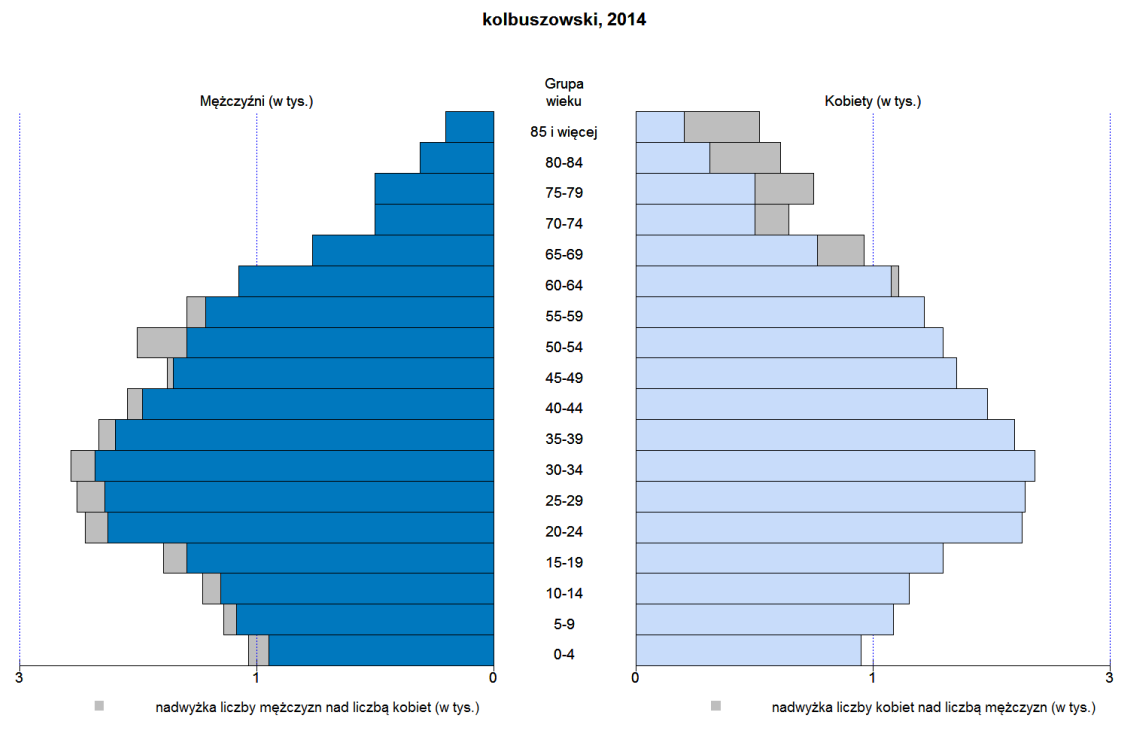 kolbuszowski, 2014
Grupa
wieku
Mężczyźni (w tys.)
Kobiety (w tys.)
85 i więcej
80-84
75-79
70-74
65-69
60-64
55-59
50-54
45-49
40-44
35-39
30-34
25-29
20-24
15-19
10-14
5-9
0-4
3 1 0 0 1 3
nadwyżka liczby mężczyzn nad liczbą kobiet (w tys.)
nadwyżka liczby kobiet nad liczbą mężczyzn (w tys.)